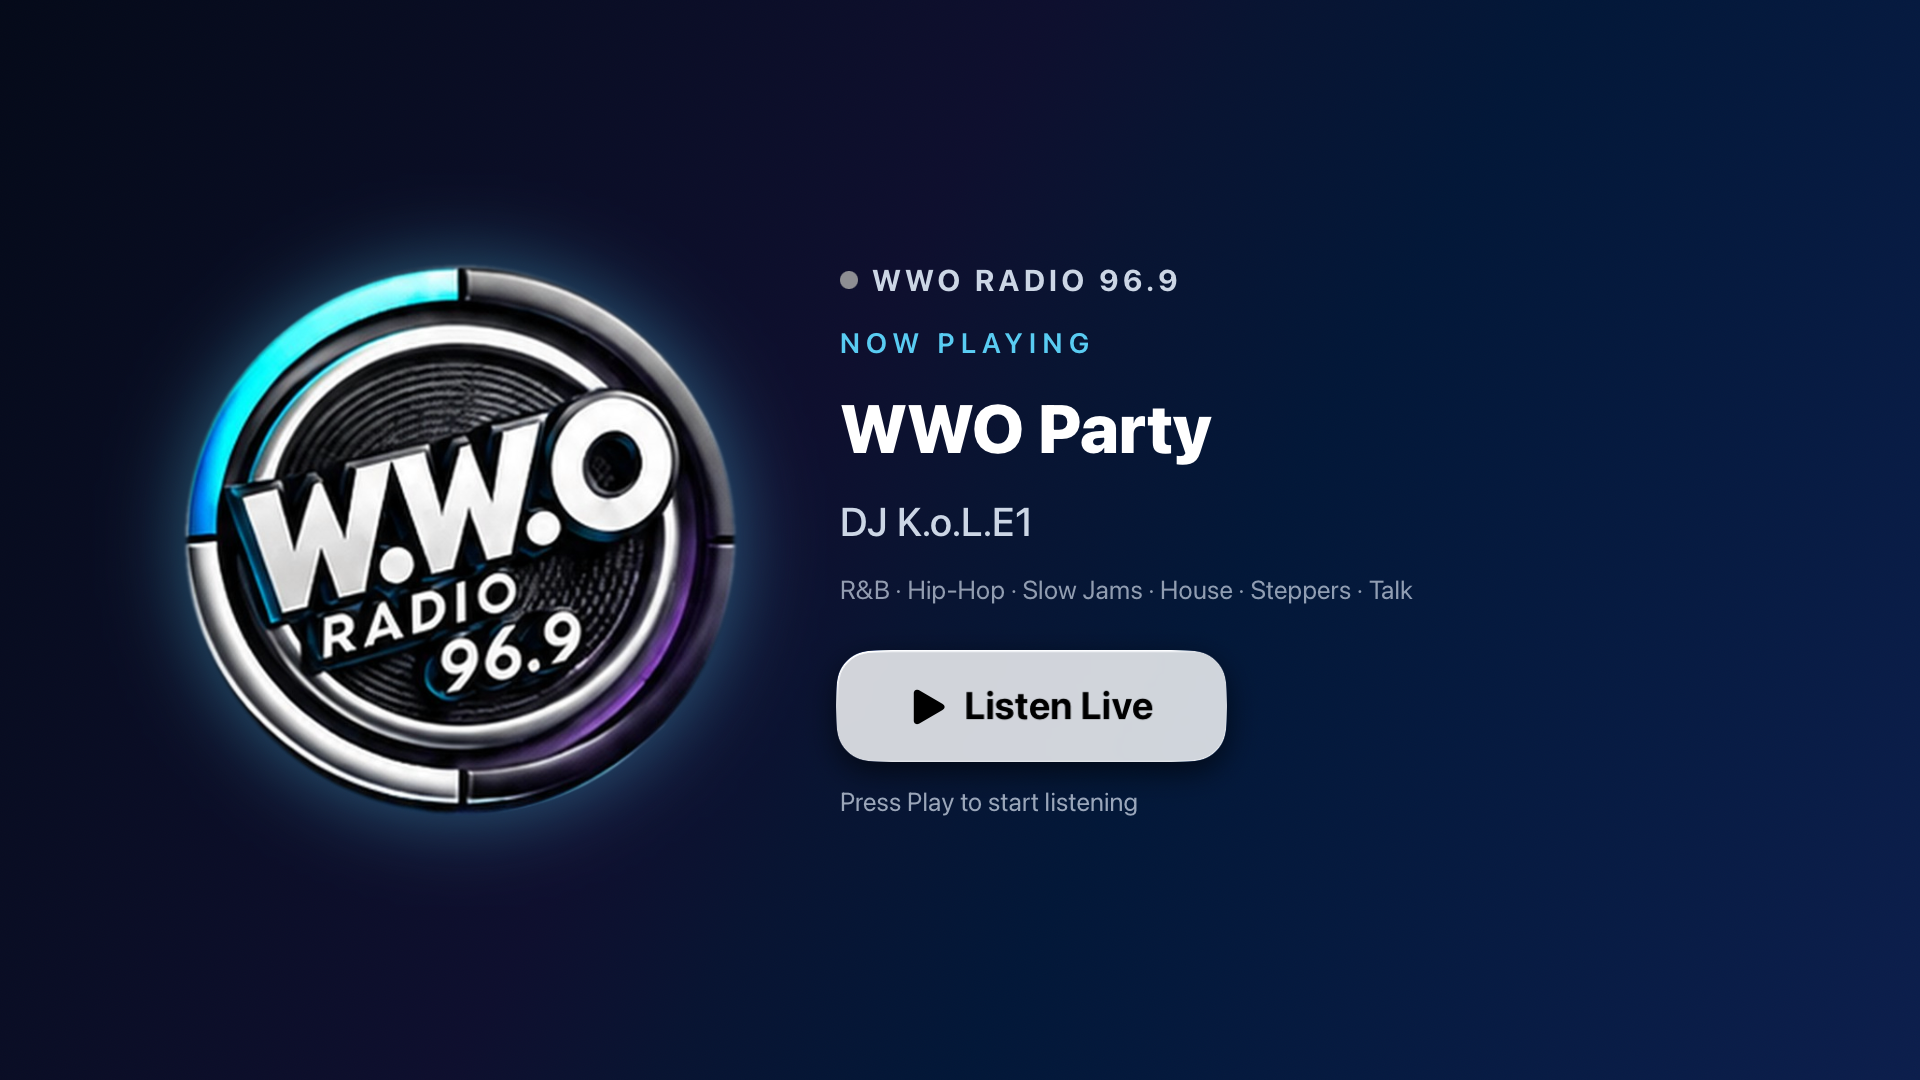 W.W.O
RADIO
96.9
WWO RADIO 96.9
NOW PLAYING
WWO Party
DJ K.o.L.E1
R&B · Hip-Hop · Slow Jams · House · Steppers · Talk
Listen Live
Press Play to start listening